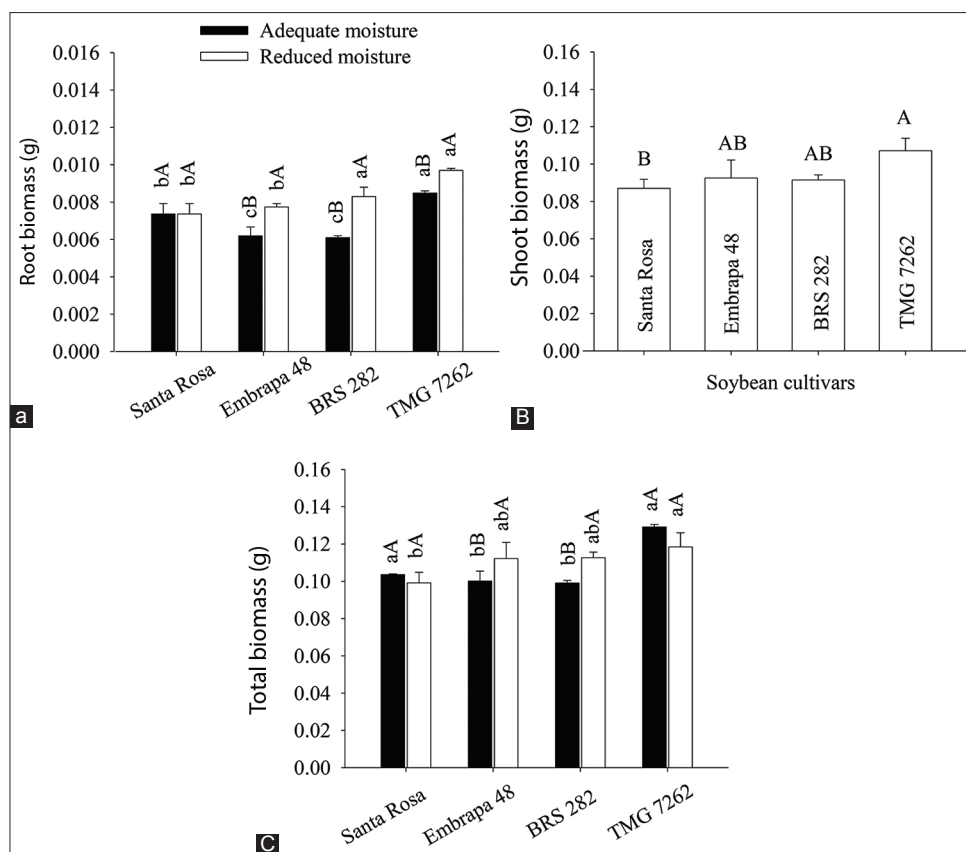 Adequate moisture
Reduced moisture
Root biomass (g)
0.016
0.014
0.012
0.010
0.008
0.006
0.004
0.002
0.000
bA
bA
cB
bA
cB
aA
aB
aA
Santa Rosa
Embrapa 48
BRS 282
TMG 7262
a
Shoot biomass (g)
0.16
0.14
0.12
0.10
0.08
0.06
0.04
0.02
0.00
B
AB
AB
A
Santa Rosa
Embrapa 48
BRS 282
TMG 7262
Soybean cultivars
B
Total biomass (g)
0.16
0.14
0.12
0.10
0.08
0.06
0.04
0.02
0.00
aA
bA
bB
abA
bB
abA
aA
aA
Santa Rosa
Embrapa 48
BRS 282
TMG 7262
C